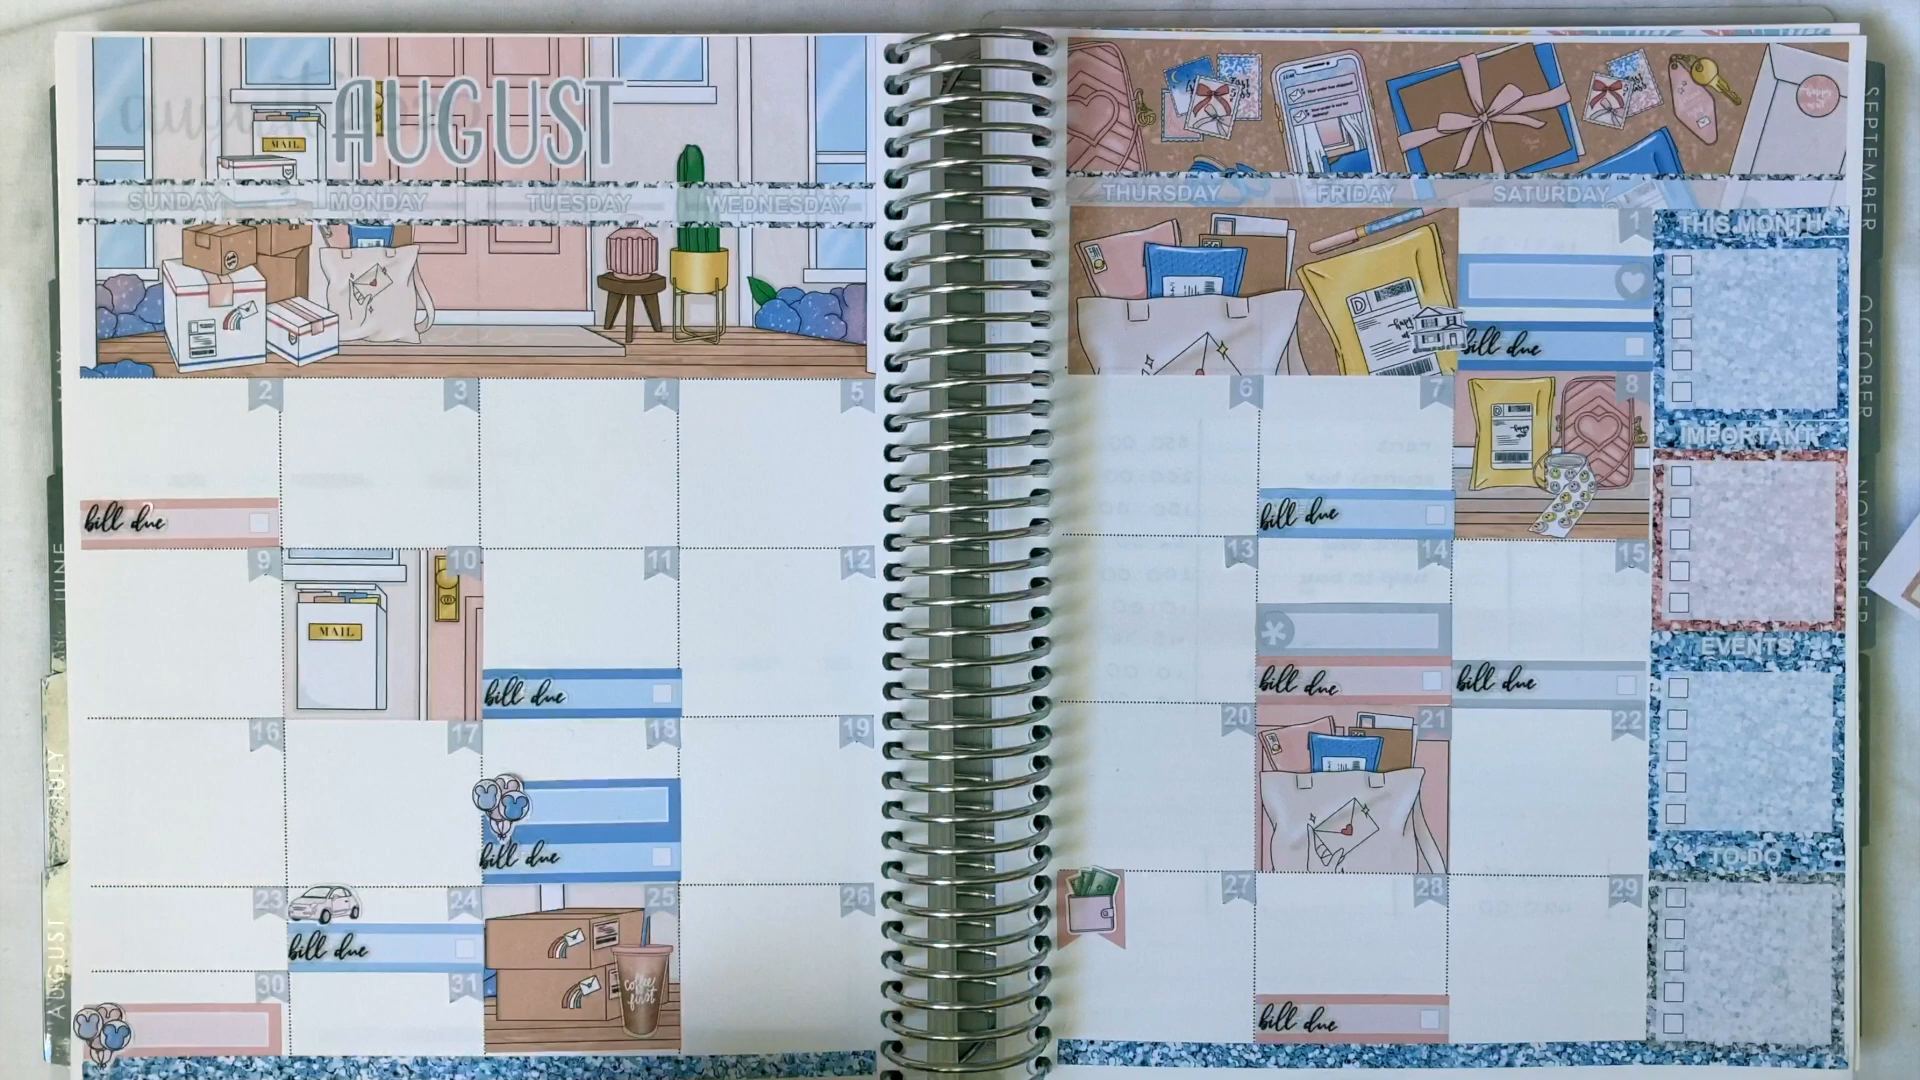 AUGUST
MAIL
SUNDAY MONDAY TUESDAY WEDNESDAY
THURSDAY FRIDAY SATURDAY
1
THIS MONTH
bill due
2 3 4 5
6 7 8
bill due
bill due
IMPORTANT
9 10 11 12
13 14 15
MAIL
bill due
bill due
bill due
EVENTS
16 17 18 19
20 21 22
bill due
TO DO
23 24 25 26
27 28 29
bill due
coffee first
30 31
bill due
JUNE
JULY
AUGUST
SEPTEMBER
OCTOBER
NOVEMBER